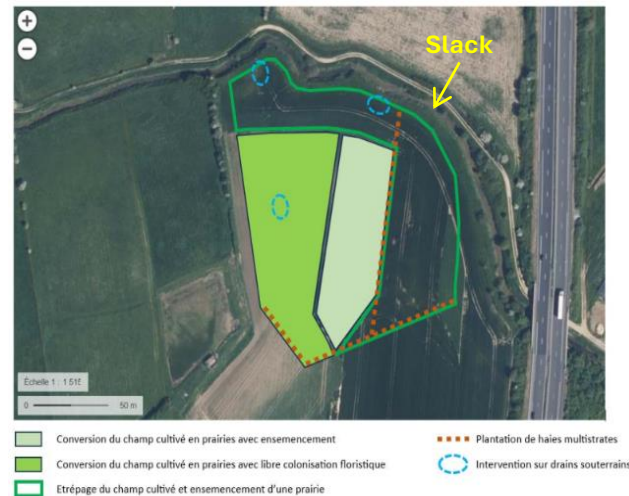 +
−
Slack
Échelle 1 : 1 515
0 50 m
Conversion du champ cultivé en prairies avec ensemencement
Conversion du champ cultivé en prairies avec libre colonisation floristique
Etrépage du champ cultivé et ensemencement d'une prairie
Plantation de haies multistrates
Intervention sur drains souterrains